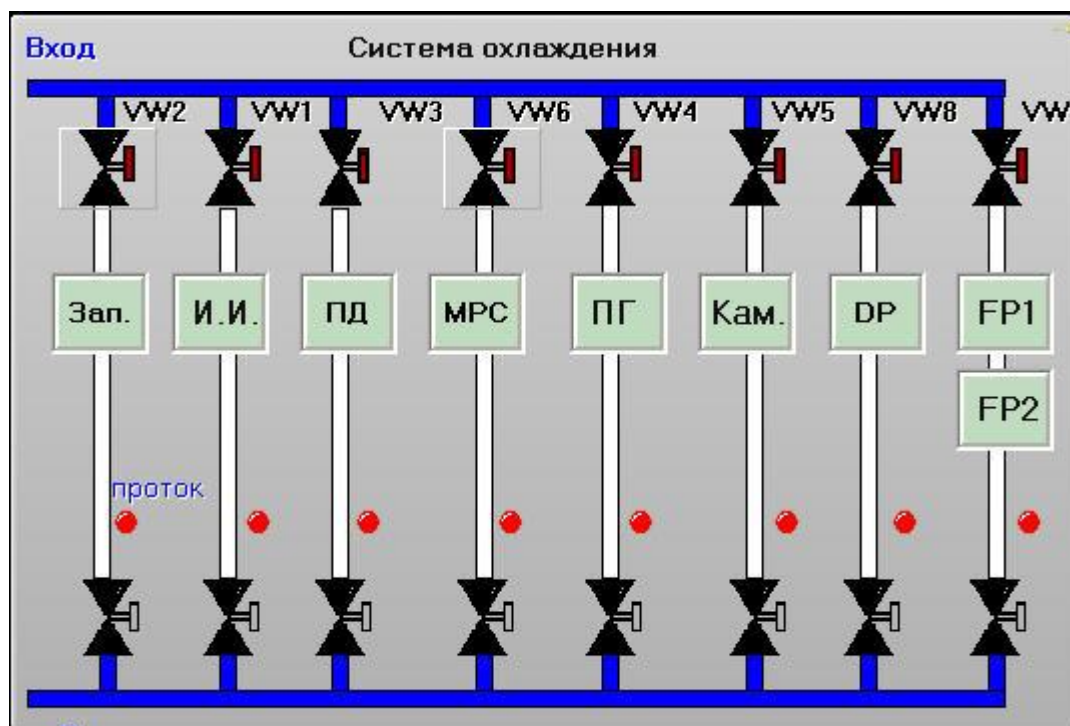 Вход Система охлаждения
VW2 VW1 VW3 VW6 VW4 VW5 VW8 VW
Зап. И.И. ПД МРС ПГ Кам. DP FP1
FP2
проток